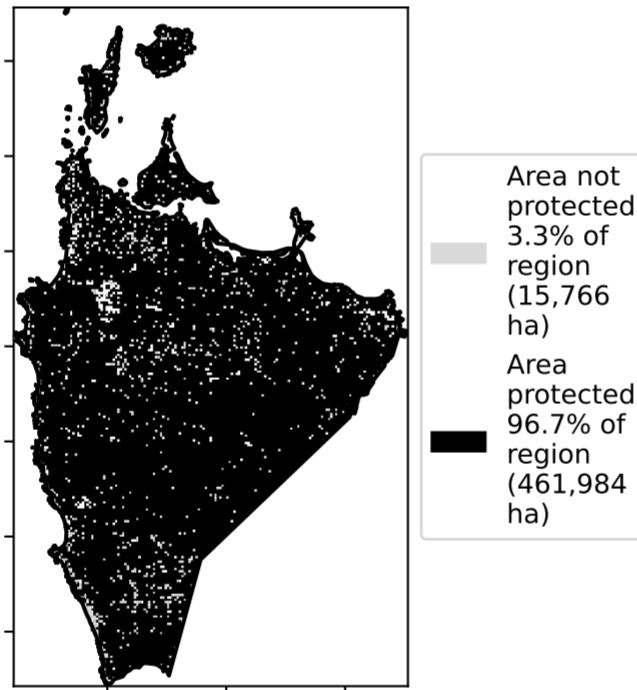 Area not
protected
3.3% of
region
(15,766
ha)
Area
protected
96.7% of
region
(461,984
ha)